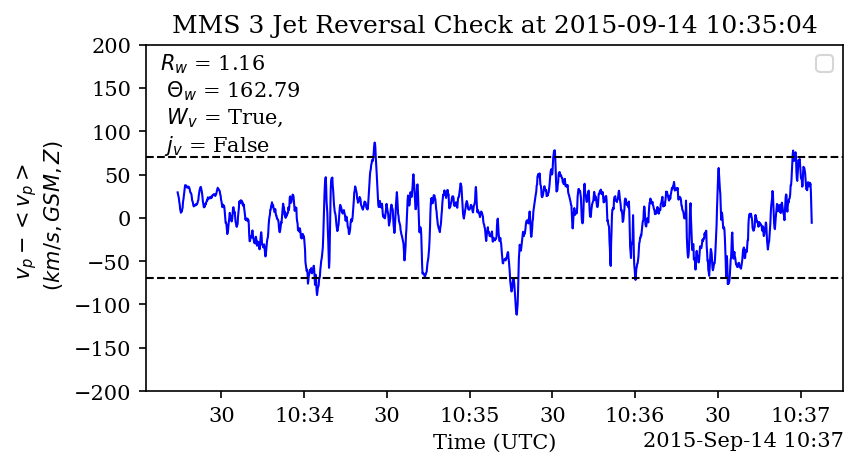 MMS 3 Jet Reversal Check at 2015-09-14 10:35:04
200
150
100
50
0
−50
−100
−150
−200
v_p − < v_p >
(km/s, GSM, Z)
R_w = 1.16
Θ_w = 162.79
W_v = True,
j_v = False
30 10:34 30 10:35 30 10:36 30 10:37
Time (UTC)
2015-Sep-14 10:37